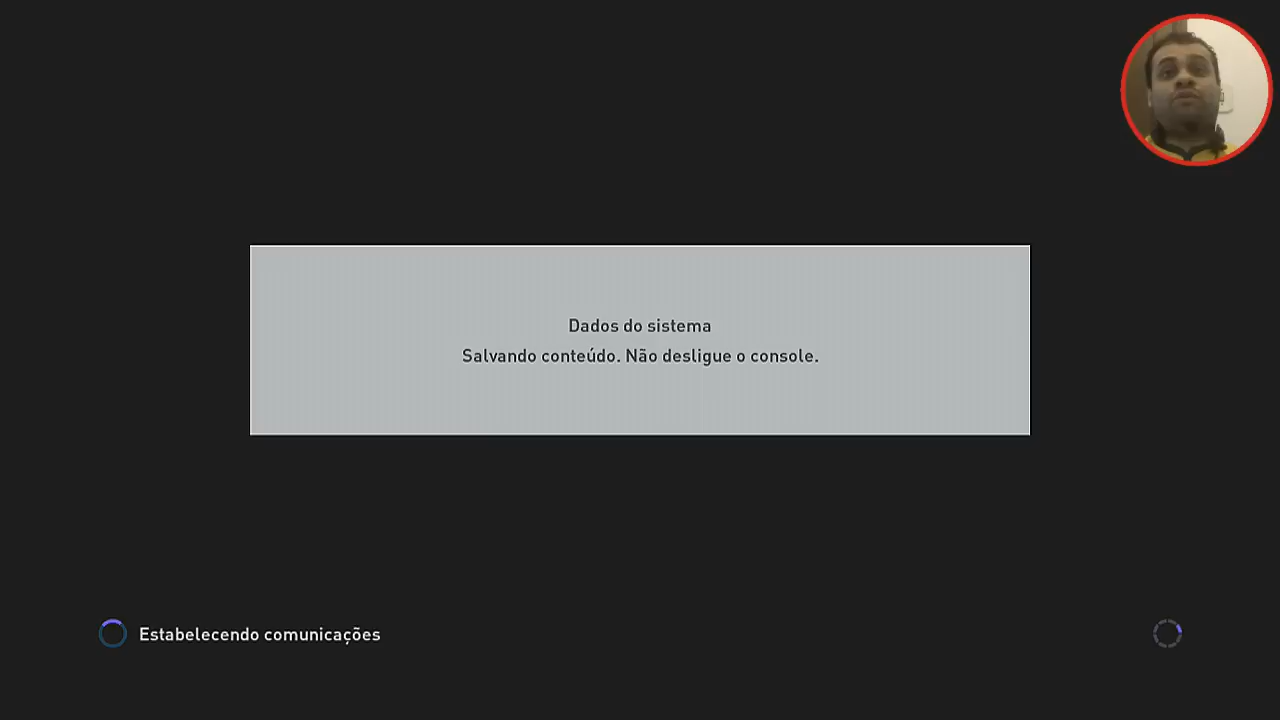 Dados do sistema
Salvando conteúdo. Não desligue o console.
Estabelecendo comunicações